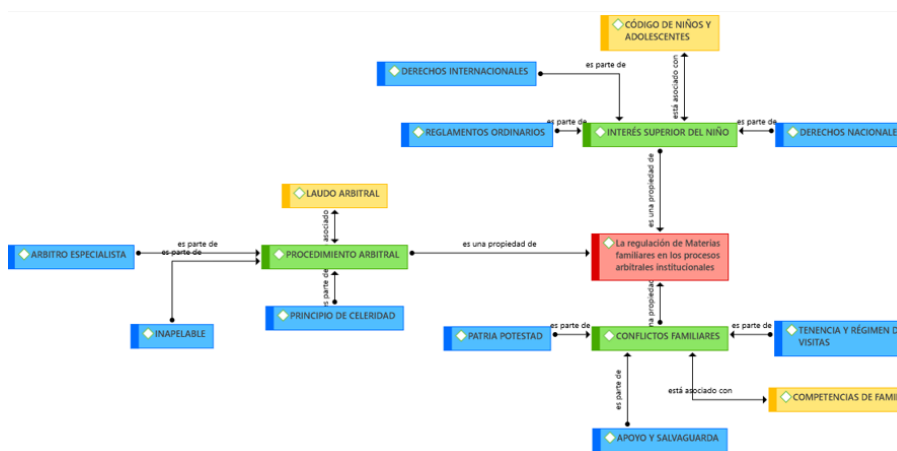 CÓDIGO DE NIÑOS Y
ADOLESCENTES
es parte de
DERECHOS INTERNACIONALES
está asociado con
es parte de
es parte de
REGLAMENTOS ORDINARIOS
INTERÉS SUPERIOR DEL NIÑO
DERECHOS NACIONALE
es una propiedad de
LAUDO ARBITRAL
asociado
es parte de
es parte de
es una propiedad de
ARBITRO ESPECIALISTA
PROCEDIMIENTO ARBITRAL
La regulación de Materias
familiares en los procesos
arbitrales institucionales
es parte de
PRINCIPIO DE CELERIDAD
INAPELABLE
na propiedad
es parte de
es parte de
PATRIA POTESTAD
CONFLICTOS FAMILIARES
TENENCIA Y RÉGIMEN D
VISITAS
es parte de
está asociado con
COMPETENCIAS DE FAMI
APOYO Y SALVAGUARDA